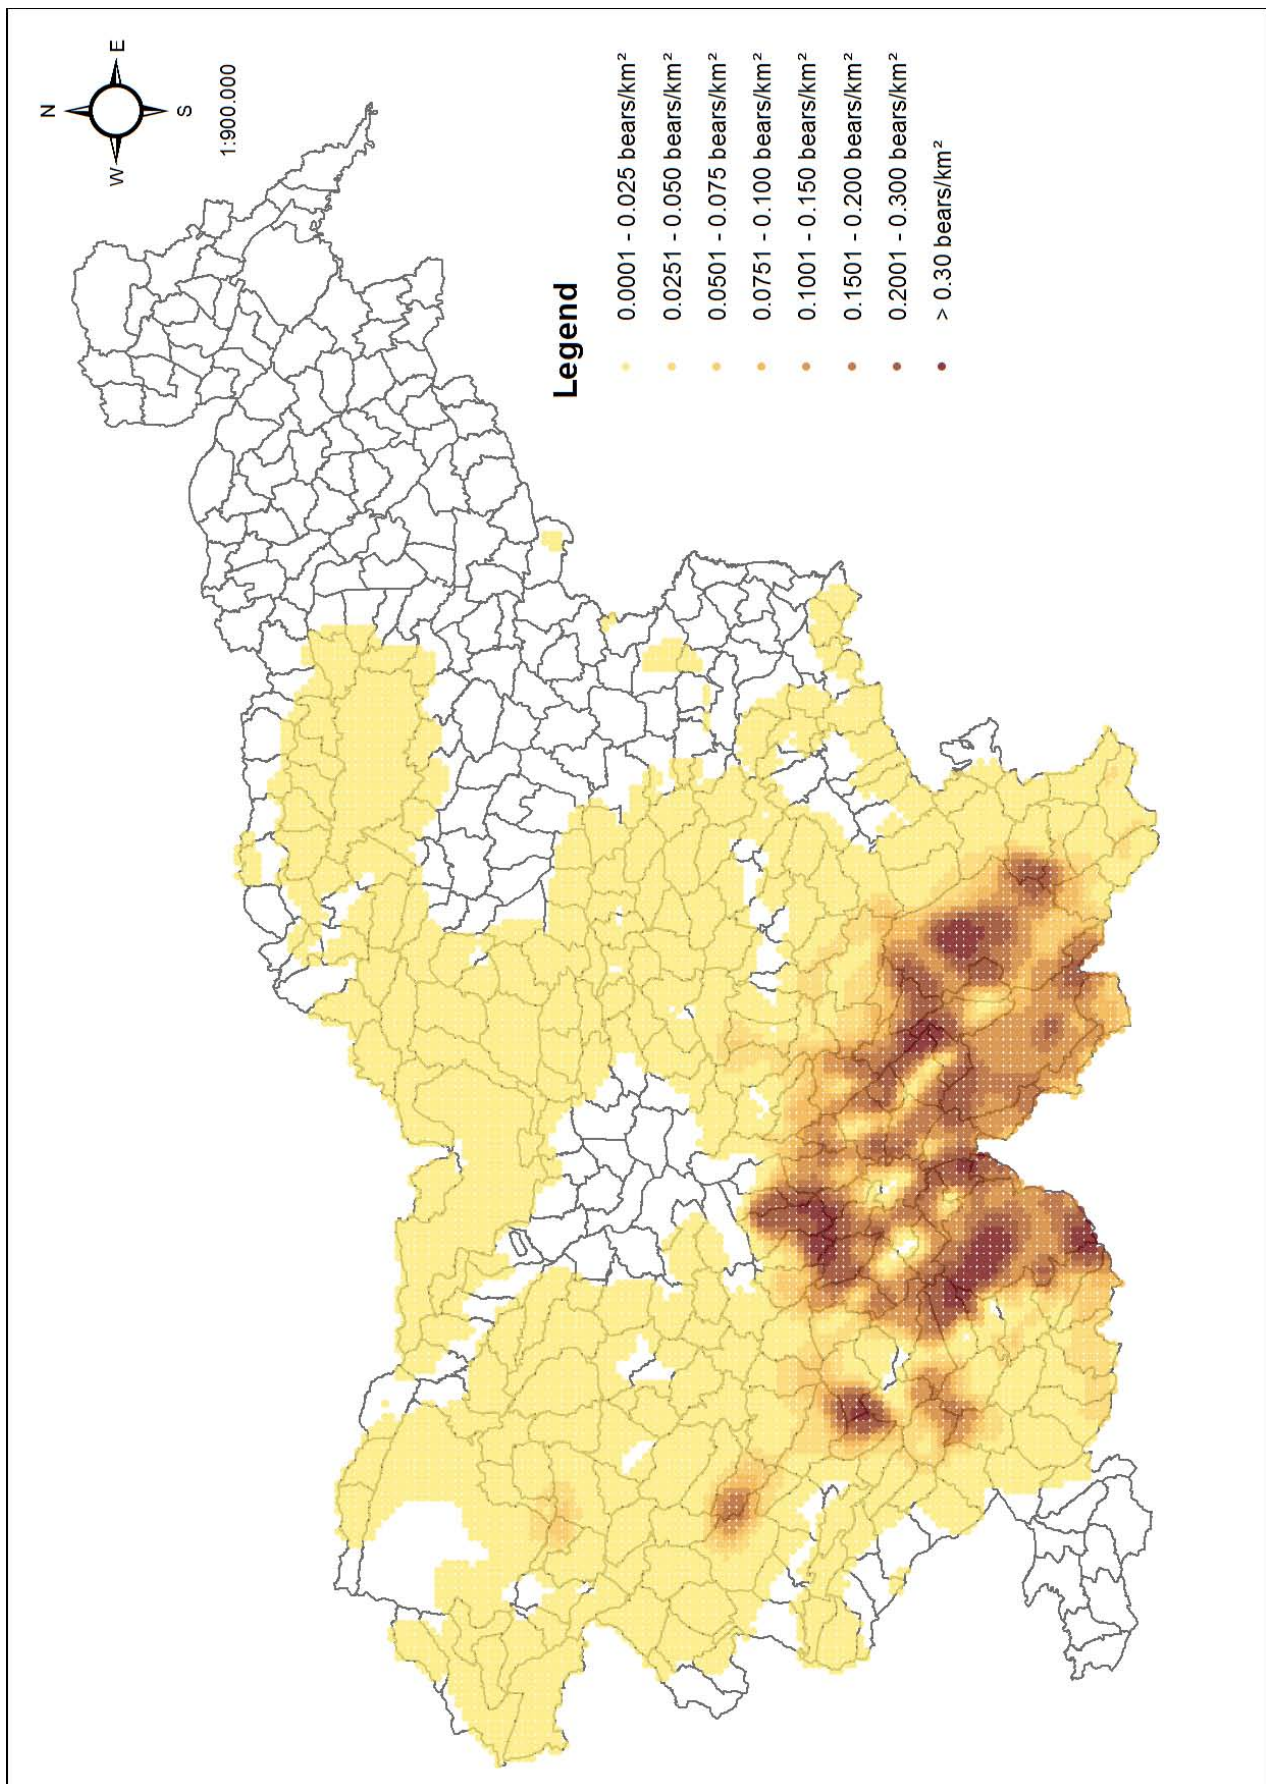 N
W
E
S
1:900.000
Legend
0.0001 - 0.025 bears/km²
0.0251 - 0.050 bears/km²
0.0501 - 0.075 bears/km²
0.0751 - 0.100 bears/km²
0.1001 - 0.150 bears/km²
0.1501 - 0.200 bears/km²
0.2001 - 0.300 bears/km²
> 0.30 bears/km²